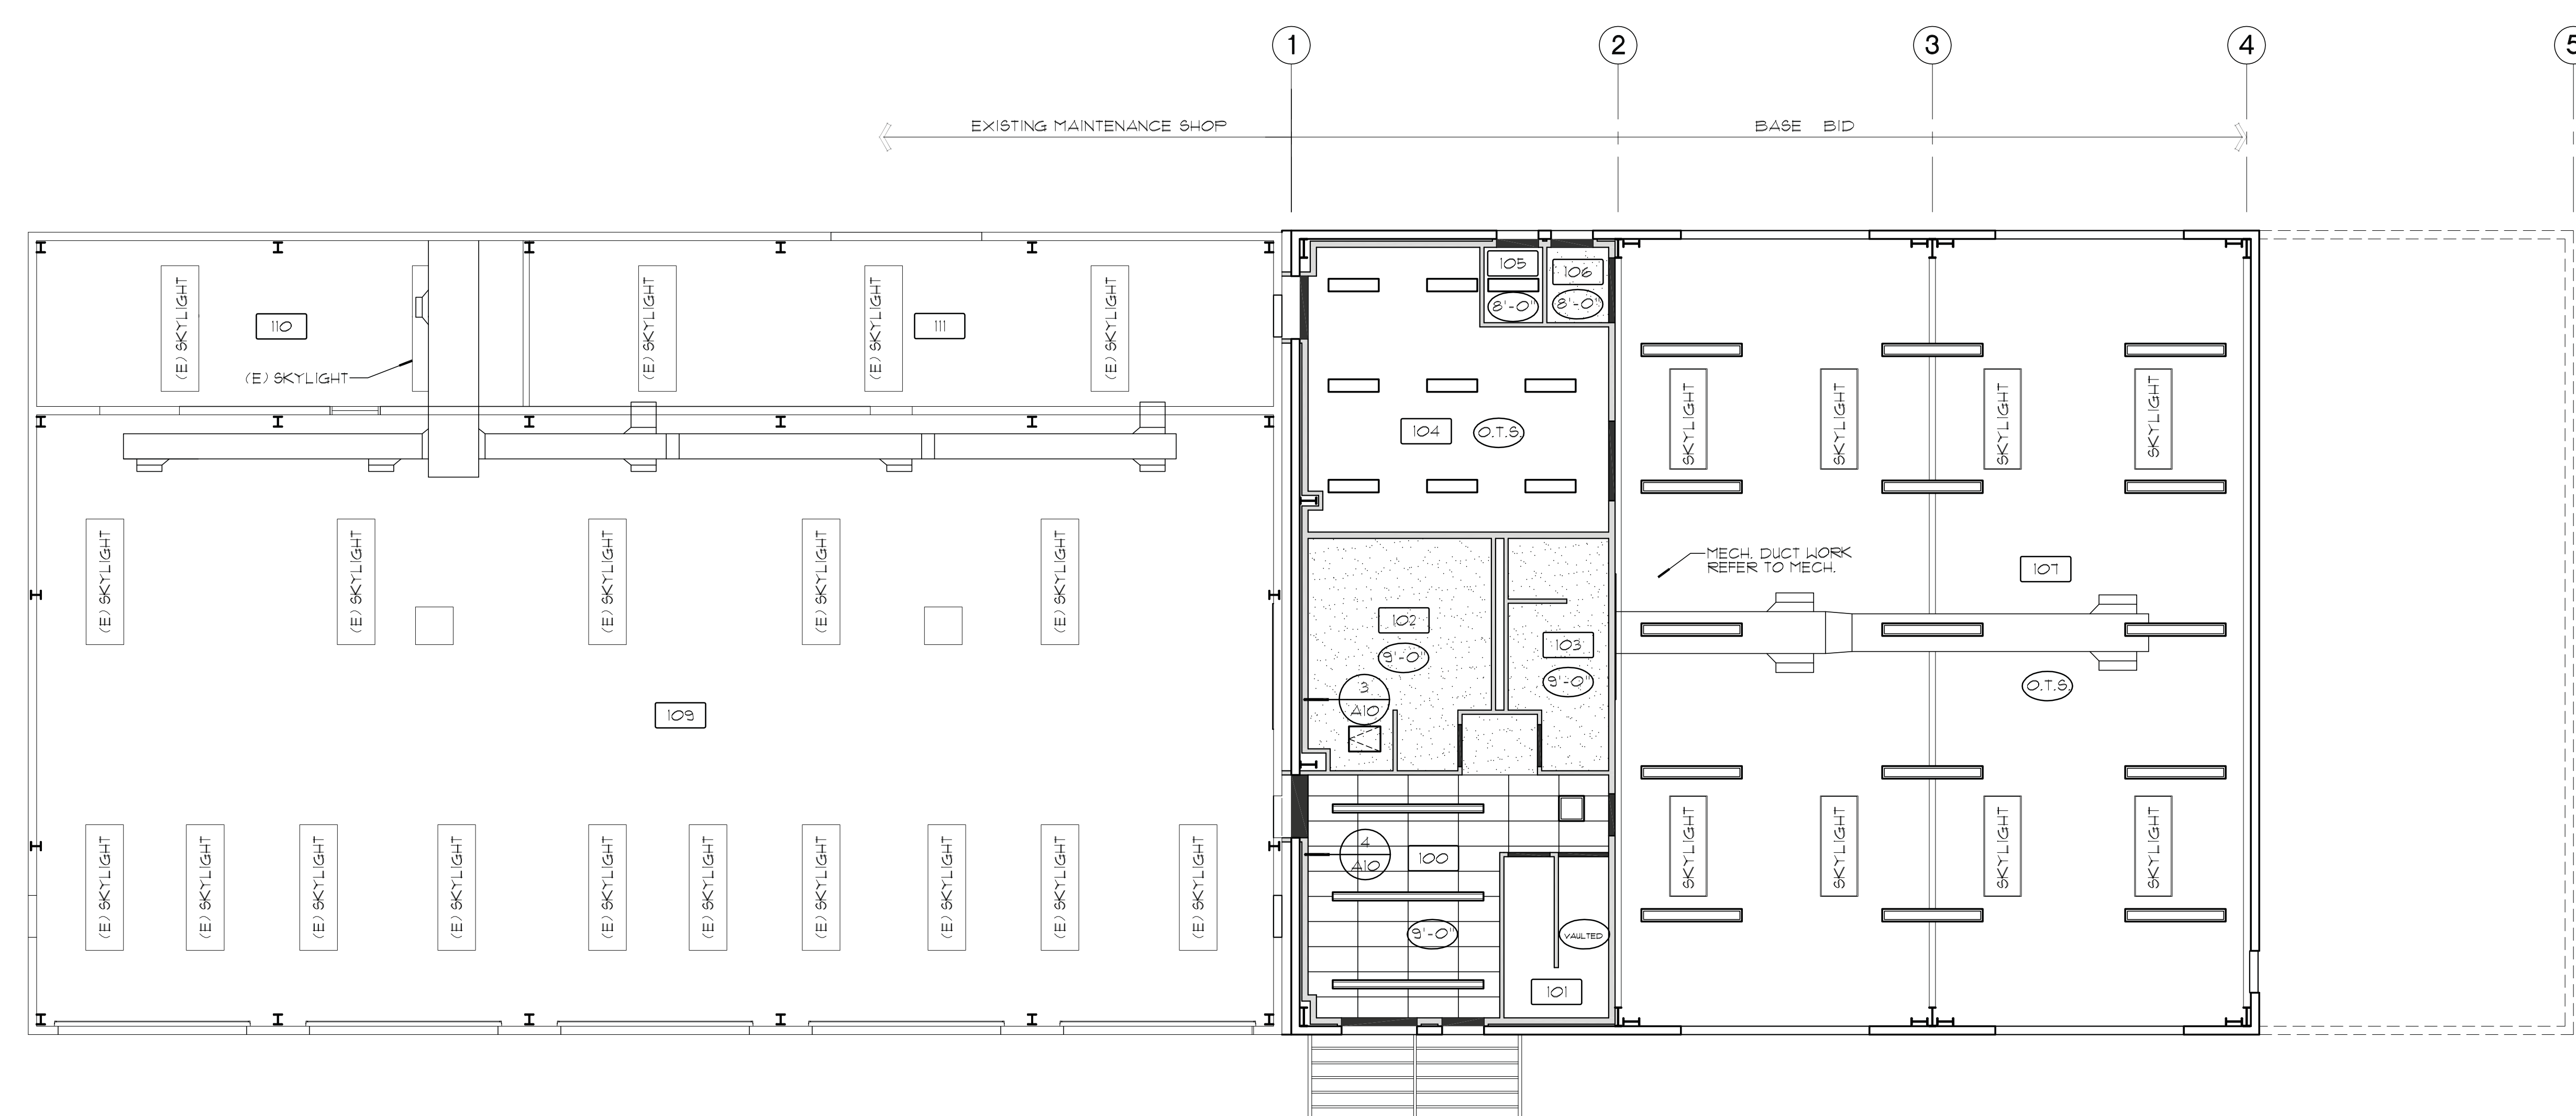 1
2
3
4
5
EXISTING MAINTENANCE SHOP
BASE BID
(E) SKYLIGHT
110
(E) SKYLIGHT
(E) SKYLIGHT
(E) SKYLIGHT
111
(E) SKYLIGHT
105
8'-0"
106
8'-0"
104
O.T.S.
SKYLIGHT
SKYLIGHT
SKYLIGHT
SKYLIGHT
(E) SKYLIGHT
(E) SKYLIGHT
(E) SKYLIGHT
(E) SKYLIGHT
(E) SKYLIGHT
MECH. DUCT WORK
REFER TO MECH.
107
102
9'-0"
103
9'-0"
O.T.S.
3
A10
109
(E) SKYLIGHT
(E) SKYLIGHT
(E) SKYLIGHT
(E) SKYLIGHT
(E) SKYLIGHT
(E) SKYLIGHT
(E) SKYLIGHT
(E) SKYLIGHT
(E) SKYLIGHT
(E) SKYLIGHT
4
A10
100
9'-0"
VAULTED
101
SKYLIGHT
SKYLIGHT
SKYLIGHT
SKYLIGHT